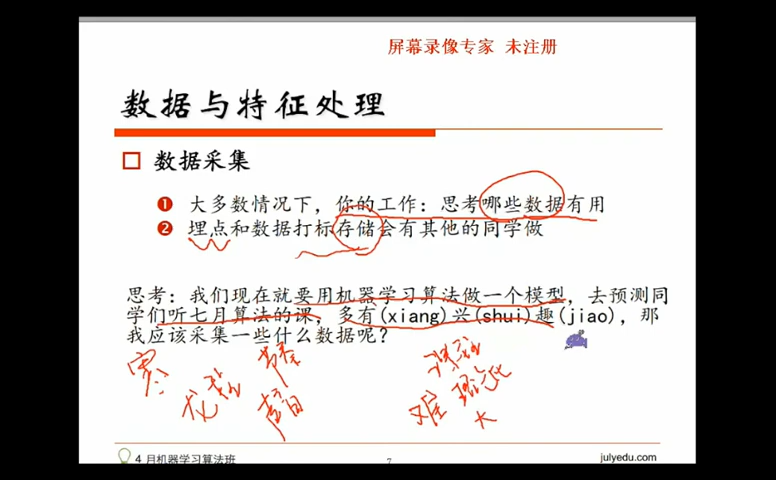 屏幕录像专家 未注册
数据与特征处理
数据采集
❶ 大多数情况下，你的工作：思考哪些数据有用
❷ 埋点和数据打标存储会有其他的同学做
思考：我们现在就要用机器学习算法做一个模型，去预测同
学们听七月算法的课，多有(xiang)兴(shui)趣(jiao)，那
我应该采集一些什么数据呢？
难
大
4 月机器学习算法班
7
julyedu.com